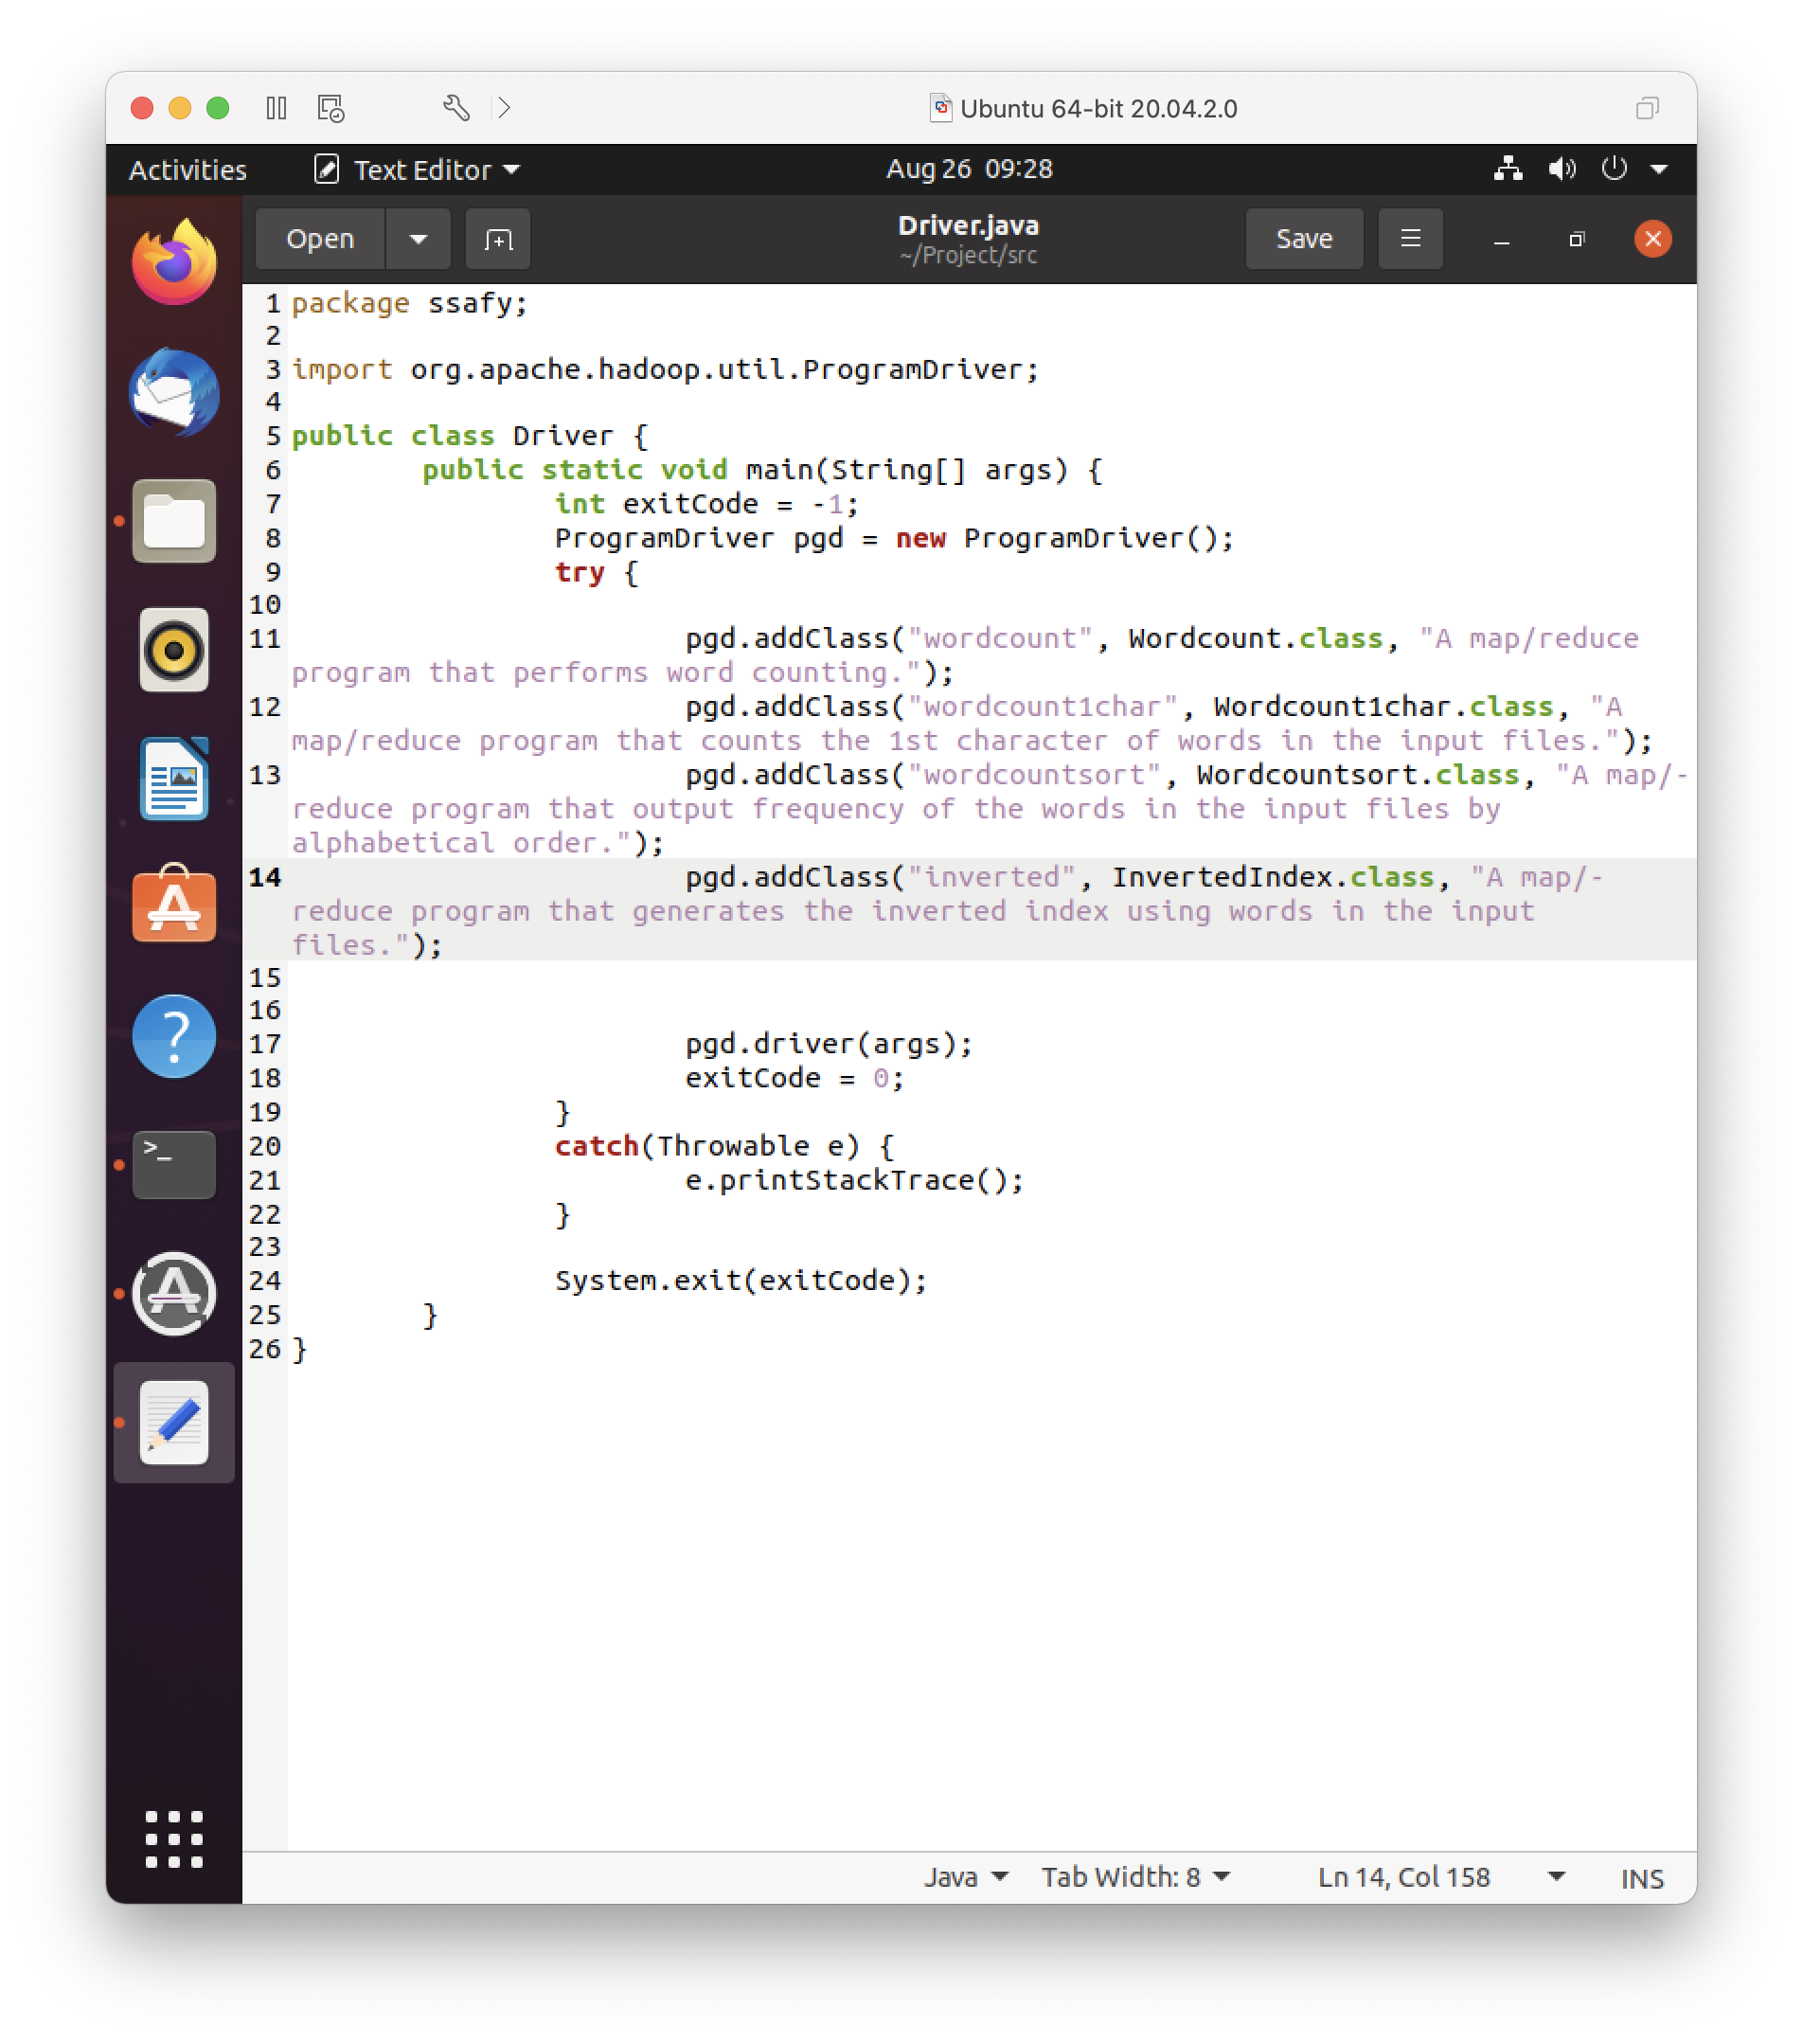 Ubuntu 64-bit 20.04.2.0
Activities Text Editor Aug 26 09:28
Open Driver.java Save
~/Project/src
1 package ssafy;
2
3 import org.apache.hadoop.util.ProgramDriver;
4
5 public class Driver {
6 public static void main(String[] args) {
7 int exitCode = -1;
8 ProgramDriver pgd = new ProgramDriver();
9 try {
10
11 pgd.addClass("wordcount", Wordcount.class, "A map/reduce
program that performs word counting.");
12 pgd.addClass("wordcount1char", Wordcount1char.class, "A
map/reduce program that counts the 1st character of words in the input files.");
13 pgd.addClass("wordcountsort", Wordcountsort.class, "A map/-
reduce program that output frequency of the words in the input files by
alphabetical order.");
14 pgd.addClass("inverted", InvertedIndex.class, "A map/-
reduce program that generates the inverted index using words in the input
files.");
15
16
17 pgd.driver(args);
18 exitCode = 0;
19 }
20 catch(Throwable e) {
21 e.printStackTrace();
22 }
23
24 System.exit(exitCode);
25 }
26 }
Java Tab Width: 8 Ln 14, Col 158 INS